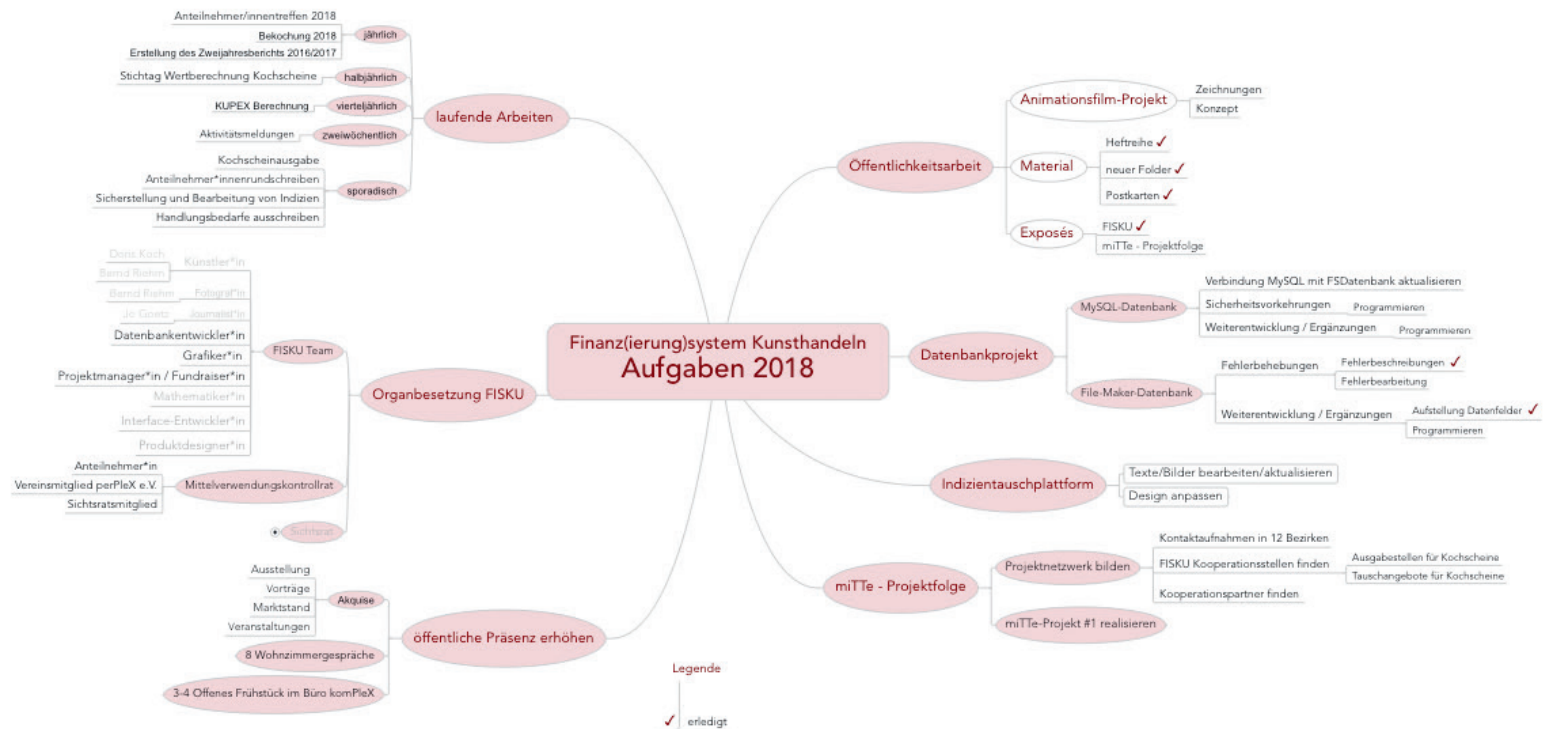 Finanz(ierung)system Kunsthandeln
Aufgaben 2018
laufende Arbeiten
jährlich
Anteilnehmer/innentreffen 2018
Bekochung 2018
Erstellung des Zweijahresberichts 2016/2017
halbjährlich
Stichtag Wertberechnung Kochscheine
vierteljährlich
KUPEX Berechnung
zweiwöchentlich
Aktivitätsmeldungen
sporadisch
Kochscheinausgabe
Anteilnehmer*innenrundschreiben
Sicherstellung und Bearbeitung von Indizien
Handlungsbedarfe ausschreiben
Organbesetzung FISKU
FISKU Team
Künstler*in
Doris Koch
Bernd Riehm
Fotograf*in
Bernd Riehm
Journalist*in
Datenbankentwickler*in
Grafiker*in
Projektmanager*in / Fundraiser*in
Mathematiker*in
Interface-Entwickler*in
Produktdesigner*in
Mittelverwendungskontrollrat
Anteilnehmer*in
Vereinsmitglied perPleX e.V.
Sichtsratsmitglied
Sichtsrat
öffentliche Präsenz erhöhen
Akquise
Ausstellung
Vorträge
Marktstand
Veranstaltungen
8 Wohnzimmergespräche
3-4 Offenes Frühstück im Büro komPleX
Öffentlichkeitsarbeit
Animationsfilm-Projekt
Zeichnungen
Konzept
Material
Heftreihe ✓
neuer Folder ✓
Postkarten ✓
Exposés
FISKU ✓
miTTe - Projektfolge
Datenbankprojekt
MySQL-Datenbank
Verbindung MySQL mit FSDatenbank aktualisieren
Sicherheitsvorkehrungen
Programmieren
Weiterentwicklung / Ergänzungen
Programmieren
File-Maker-Datenbank
Fehlerbehebungen
Fehlerbeschreibungen ✓
Fehlerbearbeitung
Weiterentwicklung / Ergänzungen
Aufstellung Datenfelder ✓
Programmieren
Indizientauschplattform
Texte/Bilder bearbeiten/aktualisieren
Design anpassen
miTTe - Projektfolge
Projektnetzwerk bilden
Kontaktaufnahmen in 12 Bezirken
FISKU Kooperationsstellen finden
Ausgabestellen für Kochscheine
Tauschangebote für Kochscheine
Kooperationspartner finden
miTTe-Projekt #1 realisieren
Legende
✓ erledigt